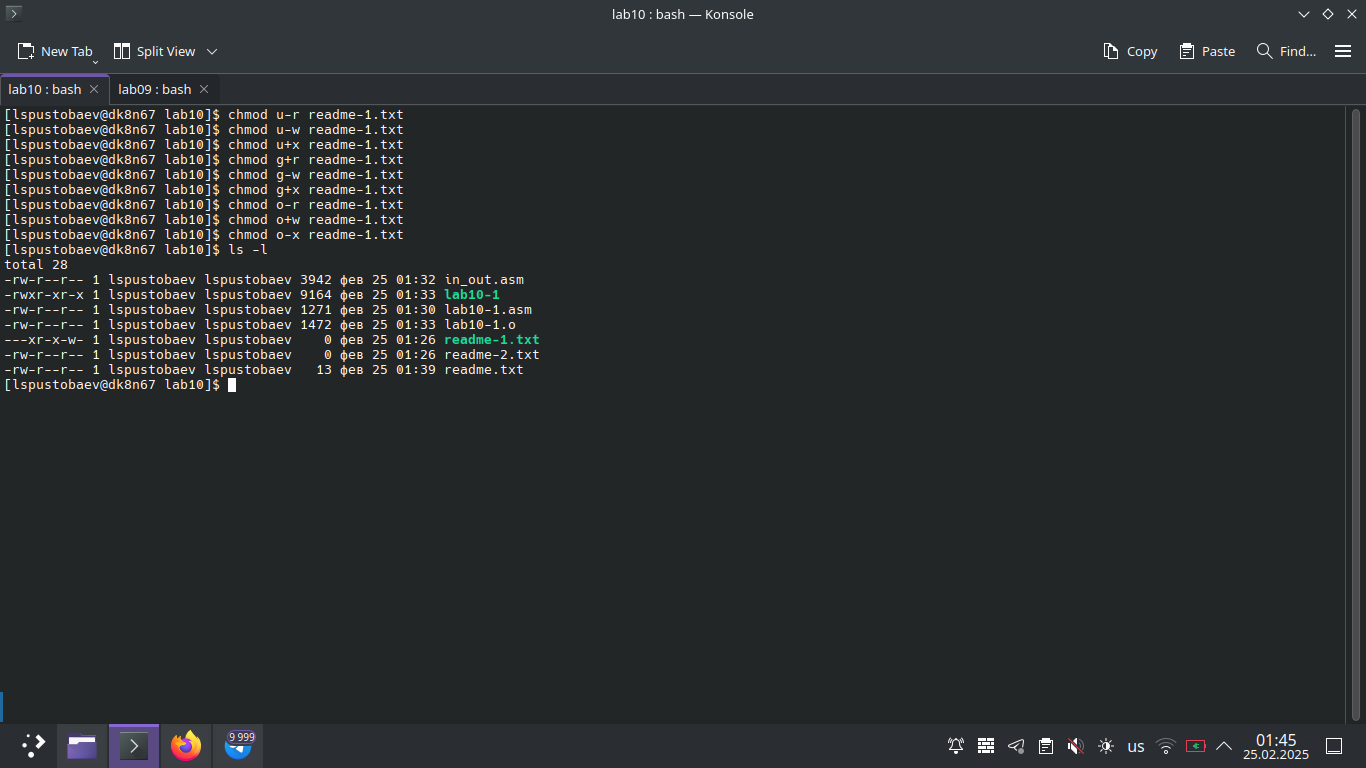 lab10 : bash — Konsole
New Tab Split View Copy Paste Find...
lab10 : bash lab09 : bash
[lspustobaev@dk8n67 lab10]$ chmod u-r readme-1.txt
[lspustobaev@dk8n67 lab10]$ chmod u-w readme-1.txt
[lspustobaev@dk8n67 lab10]$ chmod u+x readme-1.txt
[lspustobaev@dk8n67 lab10]$ chmod g+r readme-1.txt
[lspustobaev@dk8n67 lab10]$ chmod g-w readme-1.txt
[lspustobaev@dk8n67 lab10]$ chmod g+x readme-1.txt
[lspustobaev@dk8n67 lab10]$ chmod o-r readme-1.txt
[lspustobaev@dk8n67 lab10]$ chmod o+w readme-1.txt
[lspustobaev@dk8n67 lab10]$ chmod o-x readme-1.txt
[lspustobaev@dk8n67 lab10]$ ls -l
total 28
-rw-r--r-- 1 lspustobaev lspustobaev 3942 фев 25 01:32 in_out.asm
-rwxr-xr-x 1 lspustobaev lspustobaev 9164 фев 25 01:33 lab10-1
-rw-r--r-- 1 lspustobaev lspustobaev 1271 фев 25 01:30 lab10-1.asm
-rw-r--r-- 1 lspustobaev lspustobaev 1472 фев 25 01:33 lab10-1.o
---xr-x-w- 1 lspustobaev lspustobaev    0 фев 25 01:26 readme-1.txt
-rw-r--r-- 1 lspustobaev lspustobaev    0 фев 25 01:26 readme-2.txt
-rw-r--r-- 1 lspustobaev lspustobaev   13 фев 25 01:39 readme.txt
[lspustobaev@dk8n67 lab10]$
9 999
us
01:45
25.02.2025